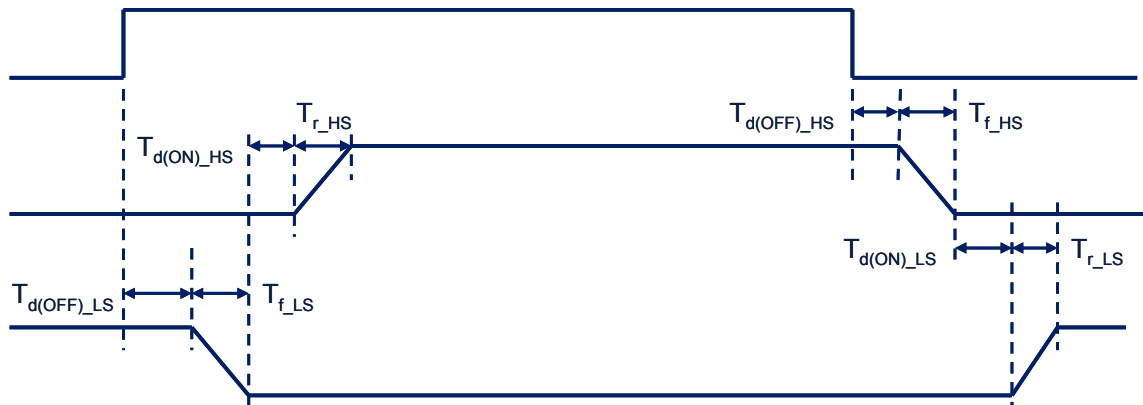 T_r_HS
T_d(OFF)_HS
T_f_HS
T_d(ON)_HS
T_d(ON)_LS
T_r_LS
T_d(OFF)_LS
T_f_LS